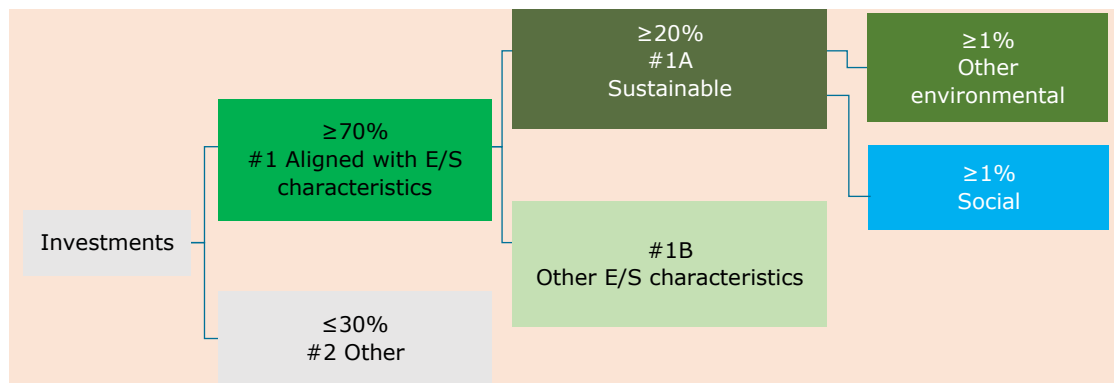 Investments
≥70%
#1 Aligned with E/S
characteristics
≤30%
#2 Other
≥20%
#1A
Sustainable
#1B
Other E/S characteristics
≥1%
Other
environmental
≥1%
Social